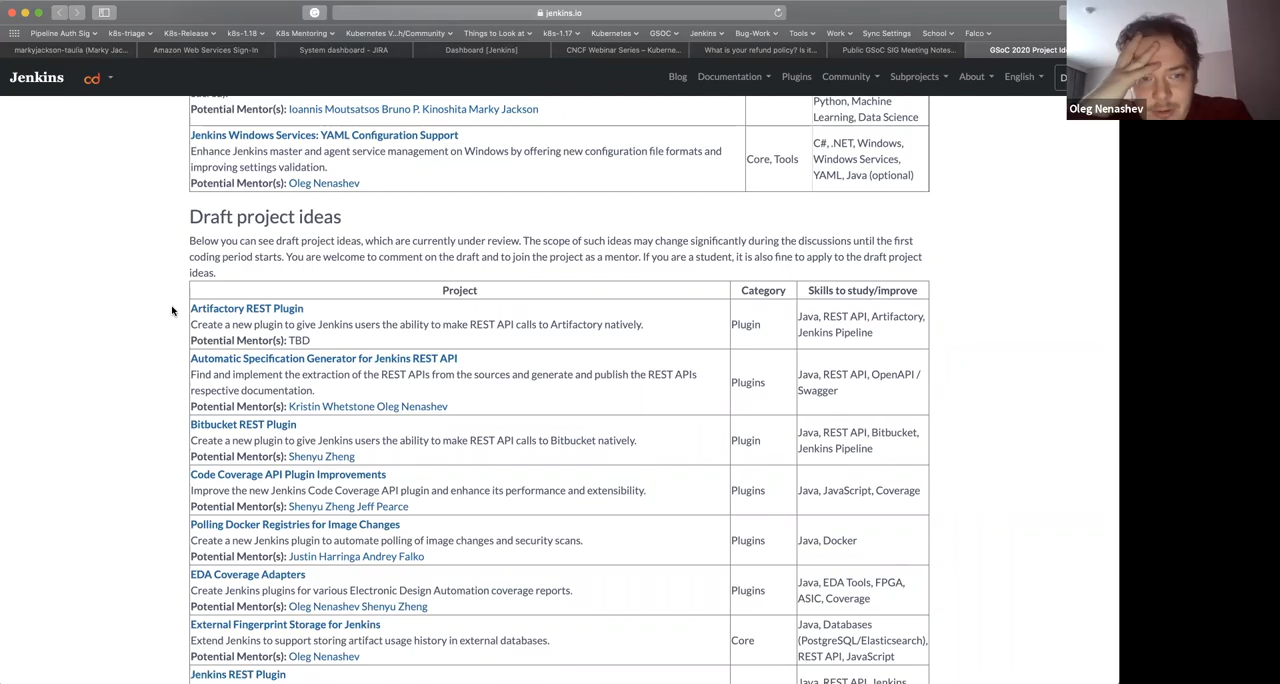 jenkins.io
Pipeline Auth Sig
k8s-triage
K8s-Release
k8s-1.18
K8s Mentoring
Kubernetes V...h/Community
Things to Look at
k8s-1.17
Kubernetes
GSOC
Jenkins
Bug-Work
Tools
Work
Sync Settings
School
Falco
markyjackson-taulia (Marky Jac...
Amazon Web Services Sign-In
System dashboard - JIRA
Dashboard [Jenkins]
CNCF Webinar Series – Kuberne...
What is your refund policy? Is it...
Public GSoC SIG Meeting Notes...
GSoC 2020 Project Ide
Jenkins
cd
Blog
Documentation
Plugins
Community
Subprojects
About
English
D
Oleg Nenashev
Potential Mentor(s): Ioannis Moutsatsos Bruno P. Kinoshita Marky Jackson
Python, Machine
Learning, Data Science
Jenkins Windows Services: YAML Configuration Support
Enhance Jenkins master and agent service management on Windows by offering new configuration file formats and
improving settings validation.
Potential Mentor(s): Oleg Nenashev
Core, Tools
C#, .NET, Windows,
Windows Services,
YAML, Java (optional)
Draft project ideas
Below you can see draft project ideas, which are currently under review. The scope of such ideas may change significantly during the discussions until the first
coding period starts. You are welcome to comment on the draft and to join the project as a mentor. If you are a student, it is also fine to apply to the draft project
ideas.
Project
Category
Skills to study/improve
Artifactory REST Plugin
Create a new plugin to give Jenkins users the ability to make REST API calls to Artifactory natively.
Potential Mentor(s): TBD
Plugin
Java, REST API, Artifactory,
Jenkins Pipeline
Automatic Specification Generator for Jenkins REST API
Find and implement the extraction of the REST APIs from the sources and generate and publish the REST APIs
respective documentation.
Potential Mentor(s): Kristin Whetstone Oleg Nenashev
Plugins
Java, REST API, OpenAPI /
Swagger
Bitbucket REST Plugin
Create a new plugin to give Jenkins users the ability to make REST API calls to Bitbucket natively.
Potential Mentor(s): Shenyu Zheng
Plugin
Java, REST API, Bitbucket,
Jenkins Pipeline
Code Coverage API Plugin Improvements
Improve the new Jenkins Code Coverage API plugin and enhance its performance and extensibility.
Potential Mentor(s): Shenyu Zheng Jeff Pearce
Plugins
Java, JavaScript, Coverage
Polling Docker Registries for Image Changes
Create a new Jenkins plugin to automate polling of image changes and security scans.
Potential Mentor(s): Justin Harringa Andrey Falko
Plugins
Java, Docker
EDA Coverage Adapters
Create Jenkins plugins for various Electronic Design Automation coverage reports.
Potential Mentor(s): Oleg Nenashev Shenyu Zheng
Plugins
Java, EDA Tools, FPGA,
ASIC, Coverage
External Fingerprint Storage for Jenkins
Extend Jenkins to support storing artifact usage history in external databases.
Potential Mentor(s): Oleg Nenashev
Core
Java, Databases
(PostgreSQL/Elasticsearch),
REST API, JavaScript
Jenkins REST Plugin
Java, REST API, Jenkins